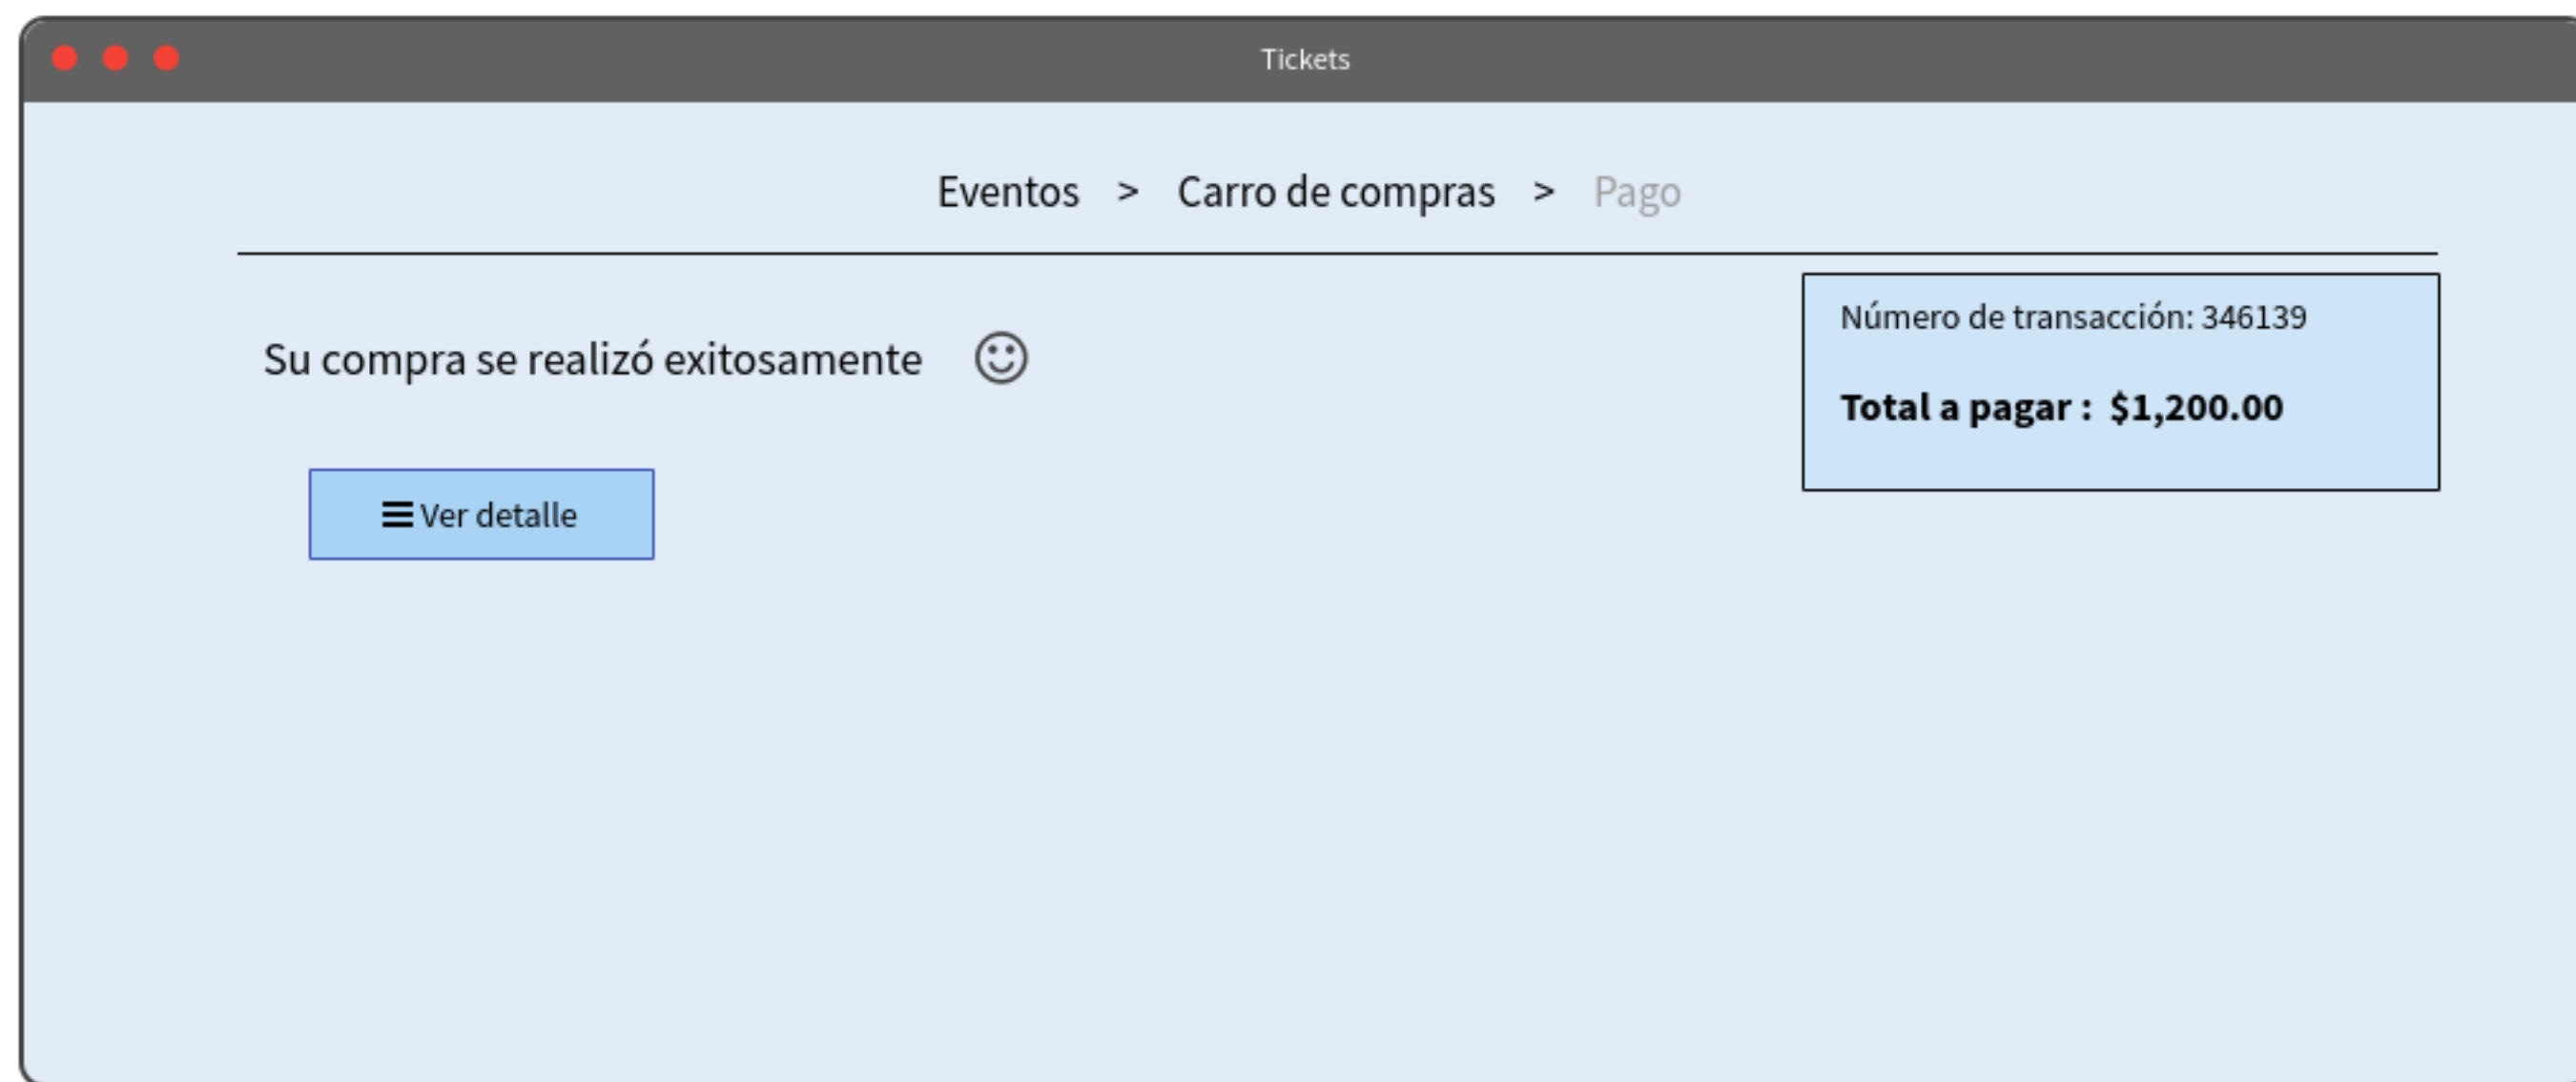 Tickets
Eventos > Carro de compras > Pago
Su compra se realizó exitosamente
Número de transacción: 346139
Total a pagar : $1,200.00
Ver detalle